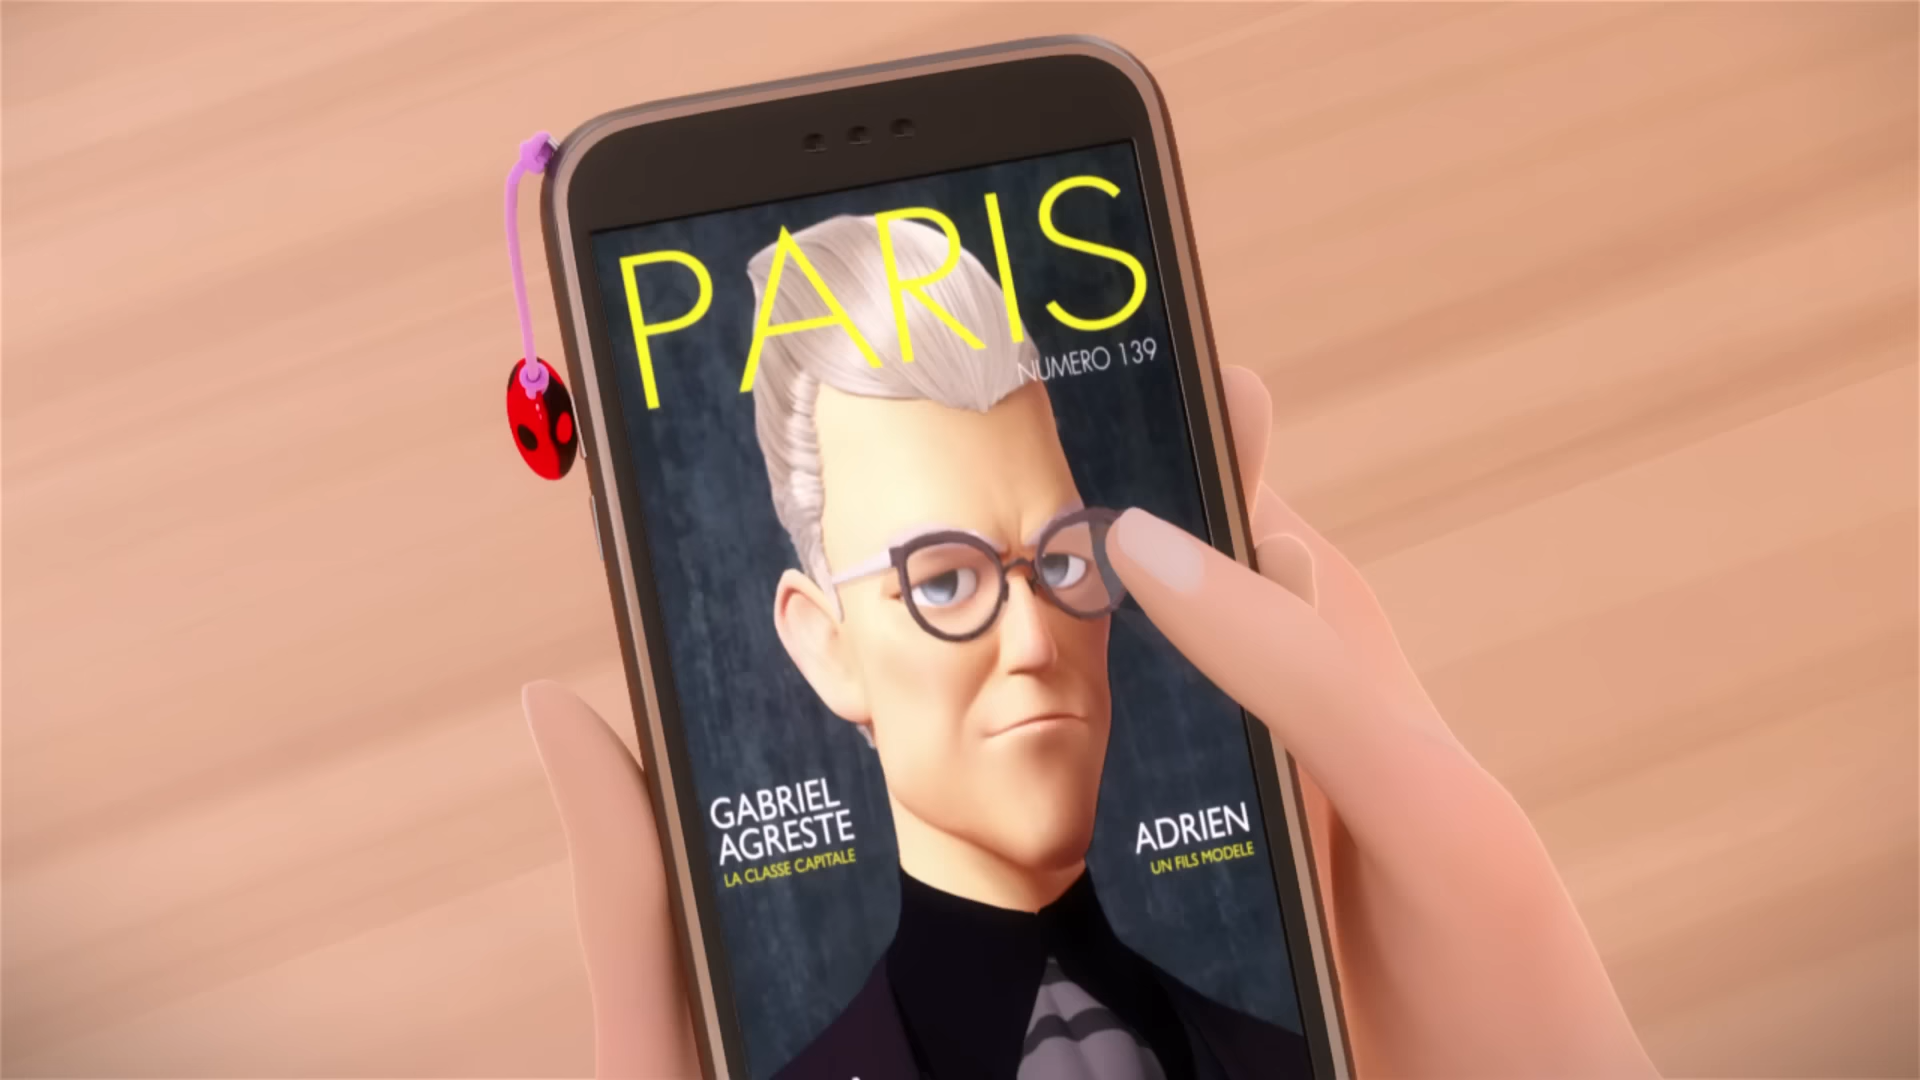 PARIS
NUMERO 139
GABRIEL
AGRESTE
LA CLASSE CAPITALE
ADRIEN
UN FILS MODELE